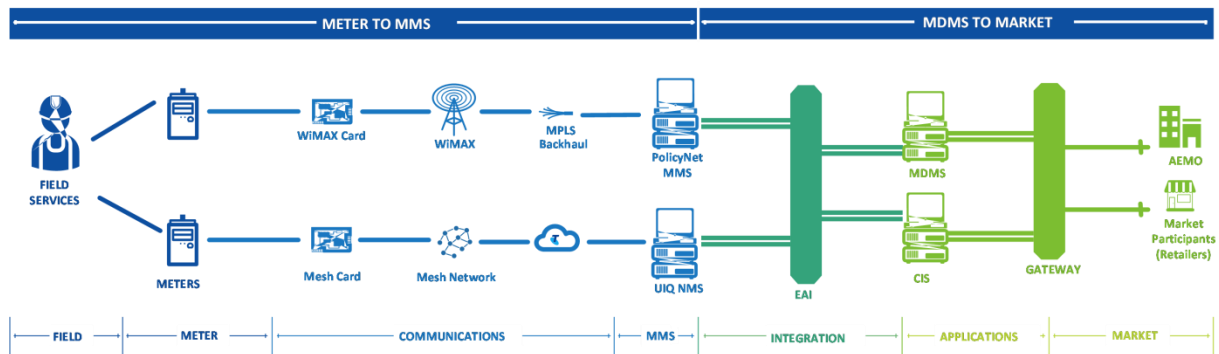 METER TO MMS
MDMS TO MARKET
FIELD
SERVICES
METERS
WiMAX Card
WiMAX
MPLS
Backhaul
PolicyNet
MMS
Mesh Card
Mesh Network
T
UIQ NMS
EAI
MDMS
CIS
GATEWAY
AEMO
Market
Participants
(Retailers)
FIELD
METER
COMMUNICATIONS
MMS
INTEGRATION
APPLICATIONS
MARKET